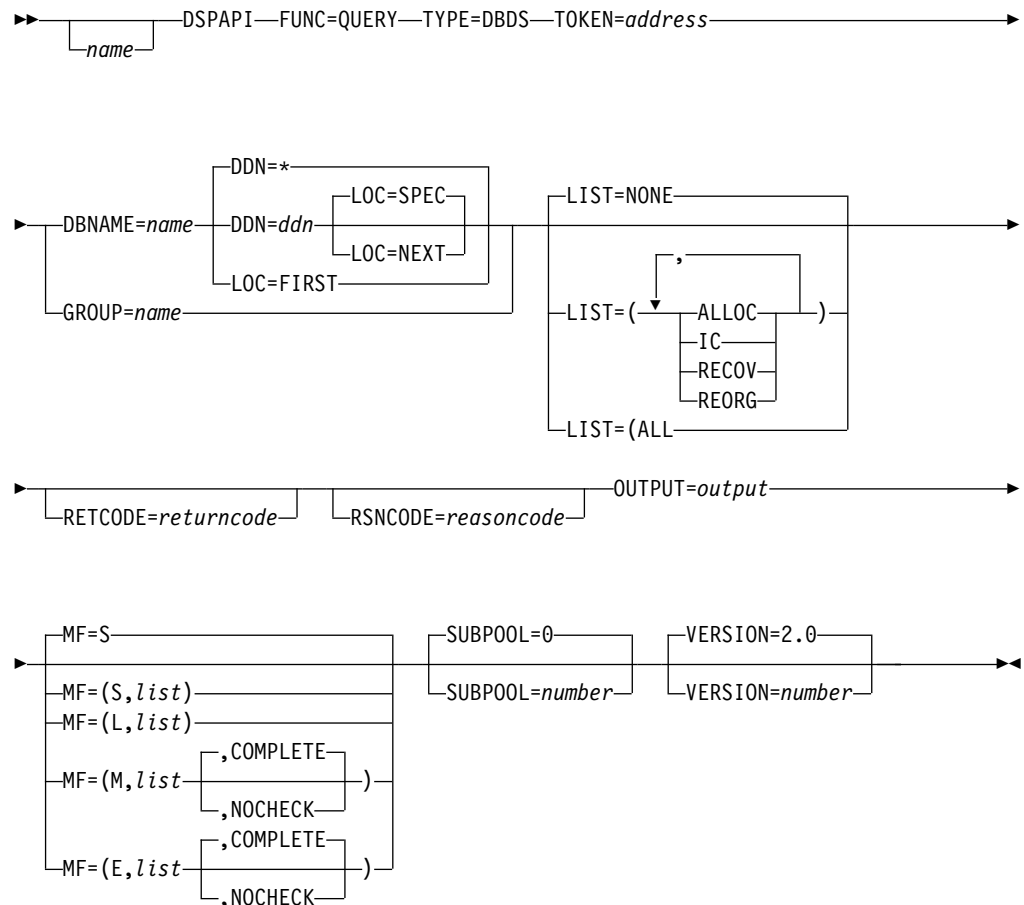 DSPAPI FUNC=QUERY TYPE=DBDS TOKEN=address
name
DDN=*
LOC=SPEC
LIST=NONE
DBNAME=name DDN=ddn
LOC=NEXT
,
LOC=FIRST
GROUP=name
LIST=( ALLOC )
IC
RECOV
REORG
LIST=(ALL
OUTPUT=output
RETCODE=returncode RSNCODE=reasoncode
MF=S SUBPOOL=0 VERSION=2.0
MF=(S,list) SUBPOOL=number VERSION=number
MF=(L,list)
,COMPLETE
MF=(M,list )
,NOCHECK
,COMPLETE
MF=(E,list )
,NOCHECK